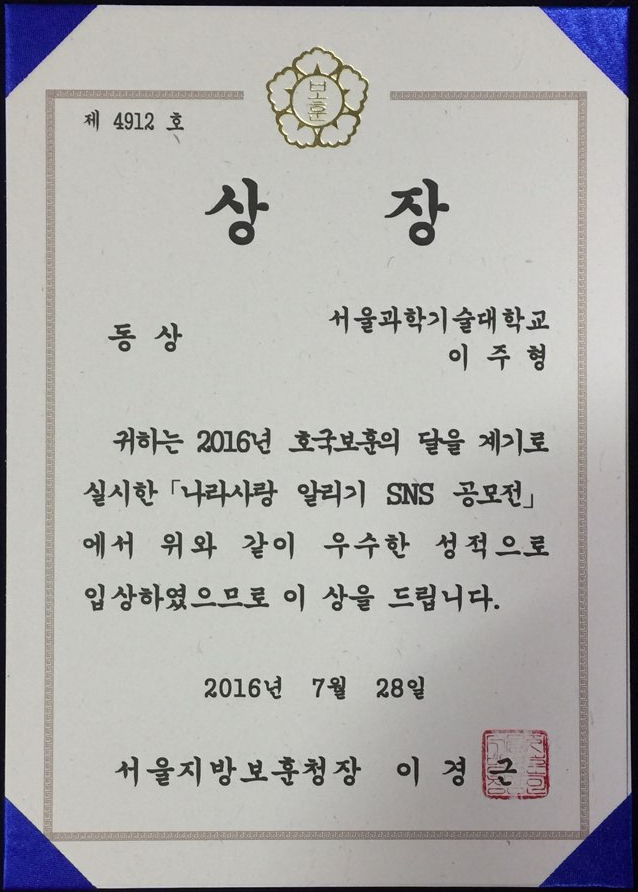 보훈
제 4912 호
상 장
동 상
서울과학기술대학교
이 주 형
귀하는 2016년 호국보훈의 달을 계기로
실시한 「나라사랑 알리기 SNS 공모전」
에서 위와 같이 우수한 성적으로
입상하였으므로 이 상을 드립니다.
2016년 7월 28일
서울지방보훈청장 이 경 근